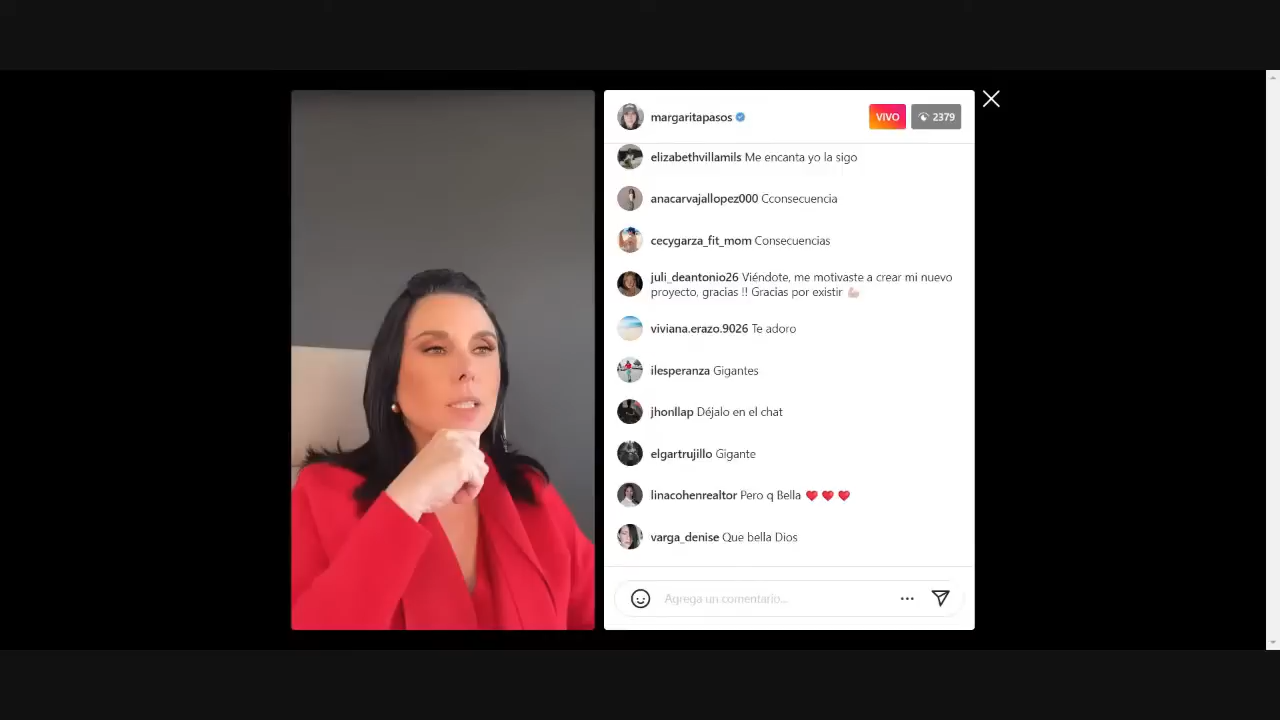 margaritapasos
VIVO
2379
elizabethvillamils Me encanta yo la sigo
anacarvajallopez000 Cconsecuencia
cecygarza_fit_mom Consecuencias
juli_deantonio26 Viéndote, me motivaste a crear mi nuevo
proyecto, gracias !! Gracias por existir 💪🏻
viviana.erazo.9026 Te adoro
ilesperanza Gigantes
jhonllap Déjalo en el chat
elgartrujillo Gigante
linacohenrealtor Pero q Bella ❤️ ❤️ ❤️
varga_denise Que bella Dios
Agrega un comentario...